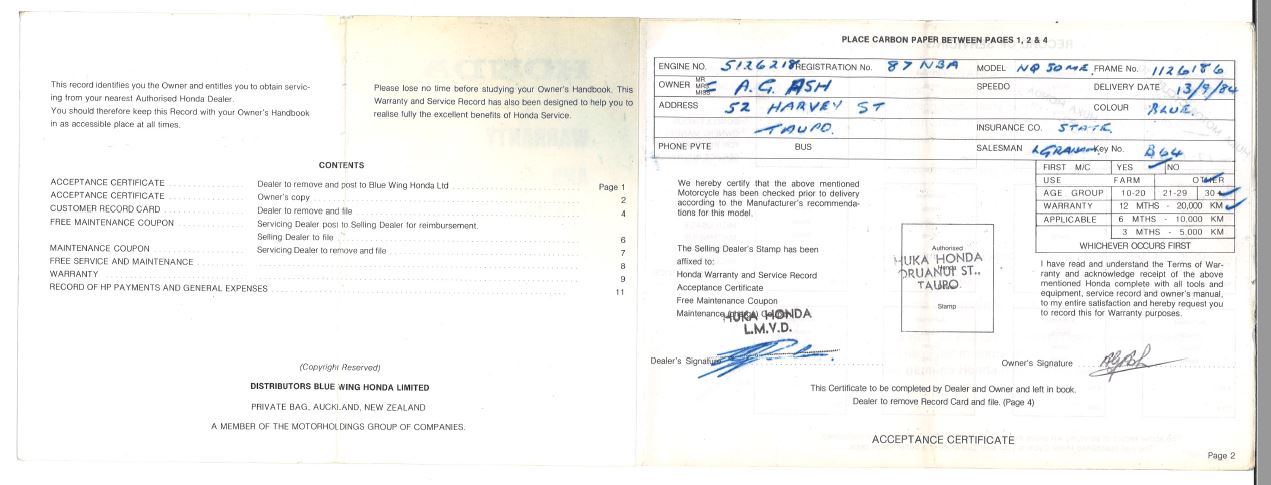 This record identifies you the Owner and entitles you to obtain servic-
ing from your nearest Authorised Honda Dealer.
You should therefore keep this Record with your Owner's Handbook
in as accessible place at all times.
Please lose no time before studying your Owner's Handbook. This
Warranty and Service Record has also been designed to help you to
realise fully the excellent benefits of Honda Service.
CONTENTS
ACCEPTANCE CERTIFICATE Dealer to remove and post to Blue Wing Honda Ltd Page 1
ACCEPTANCE CERTIFICATE Owner's copy 2
CUSTOMER RECORD CARD Dealer to remove and file 4
FREE MAINTENANCE COUPON Servicing Dealer post to Selling Dealer for reimbursement.
Selling Dealer to file 6
MAINTENANCE COUPON Servicing Dealer to remove and file 7
FREE SERVICE AND MAINTENANCE 8
WARRANTY 9
RECORD OF HP PAYMENTS AND GENERAL EXPENSES 11
(Copyright Reserved)
DISTRIBUTORS BLUE WING HONDA LIMITED
PRIVATE BAG, AUCKLAND, NEW ZEALAND
A MEMBER OF THE MOTORHOLDINGS GROUP OF COMPANIES.
PLACE CARBON PAPER BETWEEN PAGES 1, 2 & 4
ENGINE NO. 5126218 REGISTRATION No. 87 NBA MODEL NQ 50 ME FRAME No. 1126186
OWNER MR MRS MISS A.G. ASH SPEEDO DELIVERY DATE 13/9/84
ADDRESS 52 HARVEY ST COLOUR BLUE.
TAUPO. INSURANCE CO. STATE.
PHONE PVTE BUS SALESMAN L GRAHAM Key No. B64
FIRST M/C YES NO
USE FARM OTHER
AGE GROUP 10-20 21-29 30+
WARRANTY 12 MTHS - 20,000 KM
APPLICABLE 6 MTHS - 10,000 KM
3 MTHS - 5.000 KM
WHICHEVER OCCURS FIRST
We hereby certify that the above mentioned
Motorcycle has been checked prior to delivery
according to the Manufacturer's recommenda-
tions for this model.
The Selling Dealer's Stamp has been
affixed to:
Honda Warranty and Service Record
Acceptance Certificate
Free Maintenance Coupon
Maintenance
HUKA HONDA
L.M.V.D.
Authorised
HUKA HONDA
ORUANUI ST.,
TAUPO.
Stamp
I have read and understand the Terms of War-
ranty and acknowledge receipt of the above
mentioned Honda complete with all tools and
equipment, service record and owner's manual,
to my entire satisfaction and hereby request you
to record this for Warranty purposes.
Dealer's Signature
Owner's Signature
This Certificate to be completed by Dealer and Owner and left in book.
Dealer to remove Record Card and file. (Page 4)
ACCEPTANCE CERTIFICATE
Page 2